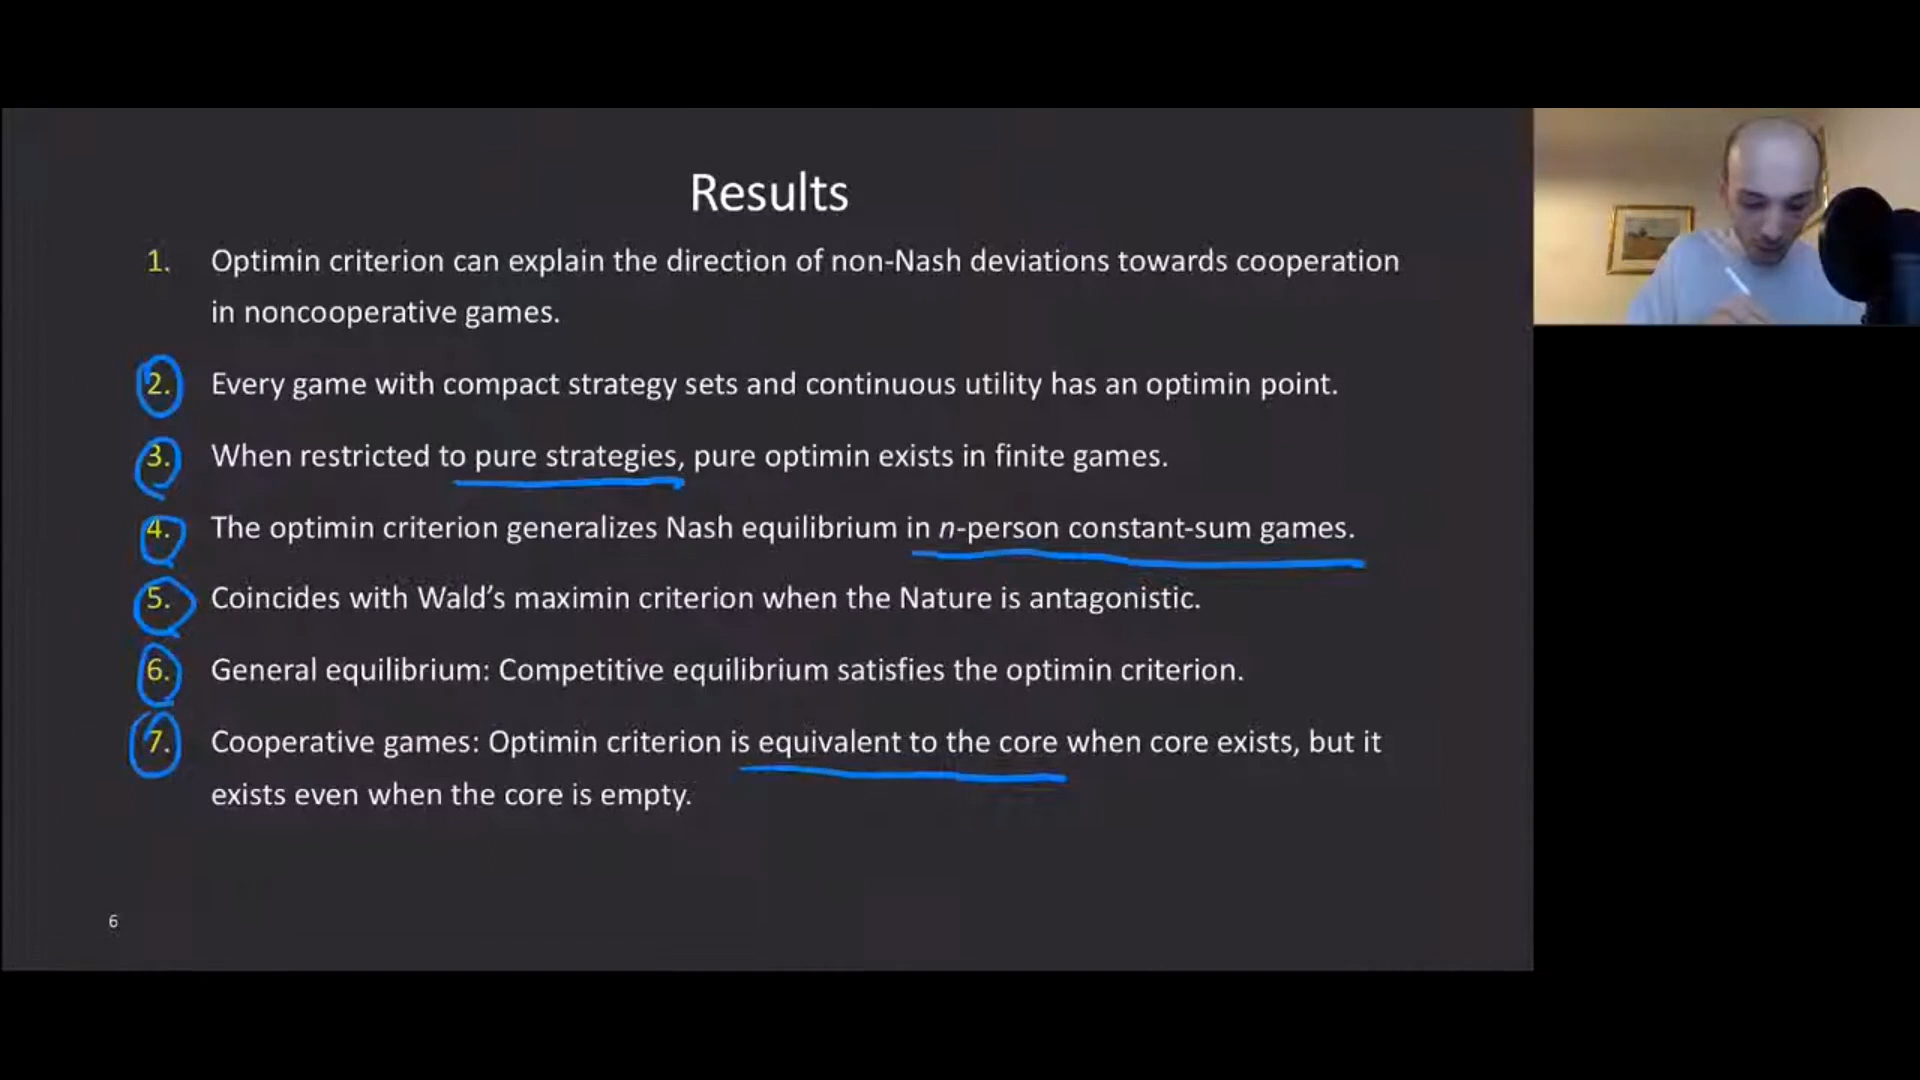 Results
1. Optimin criterion can explain the direction of non-Nash deviations towards cooperation
in noncooperative games.
2. Every game with compact strategy sets and continuous utility has an optimin point.
3. When restricted to pure strategies, pure optimin exists in finite games.
4. The optimin criterion generalizes Nash equilibrium in n-person constant-sum games.
5. Coincides with Wald’s maximin criterion when the Nature is antagonistic.
6. General equilibrium: Competitive equilibrium satisfies the optimin criterion.
7. Cooperative games: Optimin criterion is equivalent to the core when core exists, but it
exists even when the core is empty.
6